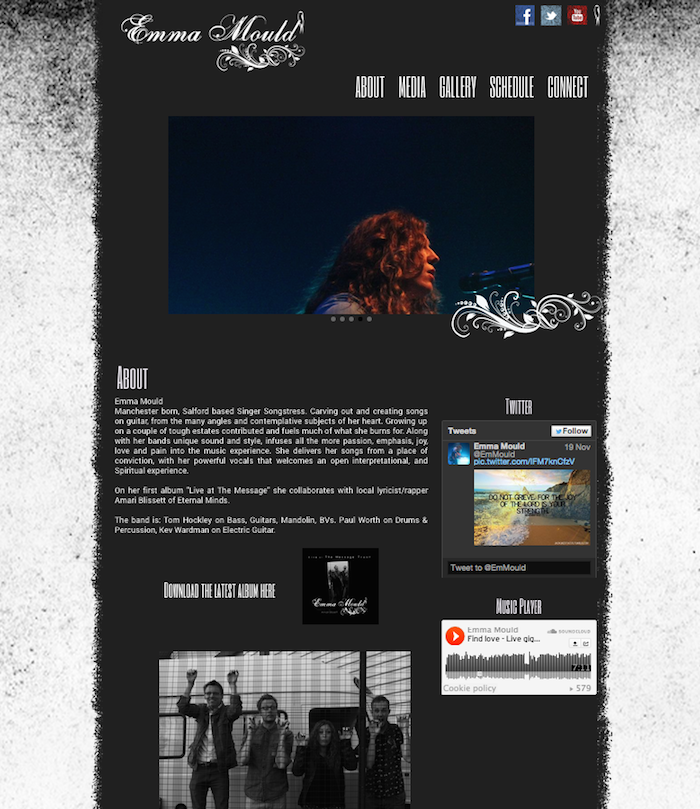 Emma Mould
You
Tube
ABOUT MEDIA GALLERY SCHEDULE CONNECT
About
Emma Mould
Manchester born, Salford based Singer Songstress. Carving out and creating songs
on guitar, from the many angles and contemplative subjects of her heart. Growing up
on a couple of tough estates contributed and fuels much of what she burns for. Along
with her bands unique sound and style, infuses all the more passion, emphasis, joy,
love and pain into the music experience. She delivers her songs from a place of
conviction, with her powerful vocals that welcomes an open interpretational, and
Spiritual experience.
On her first album "Live at The Message" she collaborates with local lyricist/rapper
Amari Blissett of Eternal Minds.
The band is: Tom Hockley on Bass, Guitars, Mandolin, BVs. Paul Worth on Drums &
Percussion, Kev Wardman on Electric Guitar.
Download the latest album here
Live at The Message Trust
Emma Mould
Twitter
Tweets
Follow
Emma Mould 19 Nov
@EmMould
pic.twitter.com/IFM7knCfzV
DO NOT GRIEVE, FOR THE JOY
OF THE LORD IS YOUR
STRENGTH
Tweet to @EmMould
Music Player
Emma Mould
SOUNDCLOUD
Find love - Live gig...
Cookie policy
579